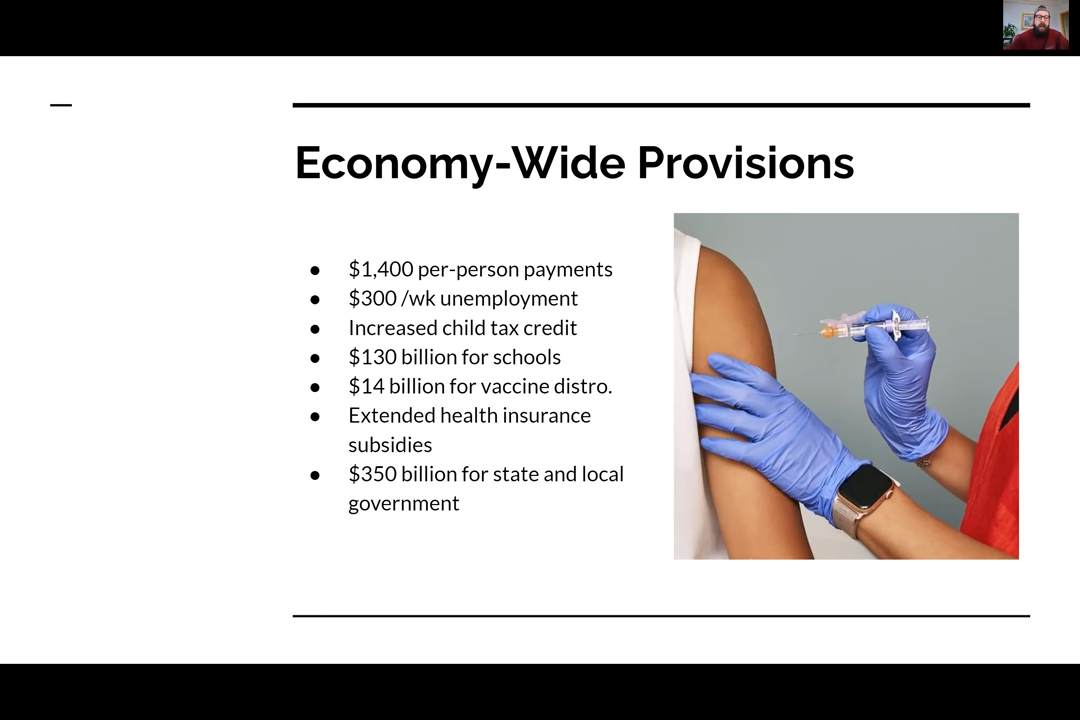 Economy-Wide Provisions
● $1,400 per-person payments
● $300 /wk unemployment
● Increased child tax credit
● $130 billion for schools
● $14 billion for vaccine distro.
● Extended health insurance
subsidies
● $350 billion for state and local
government